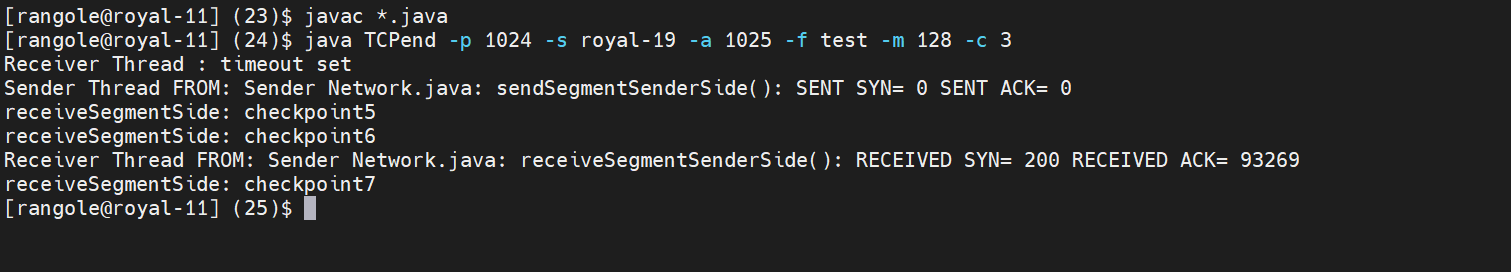 [rangole@royal-11] (23)$ javac *.java
[rangole@royal-11] (24)$ java TCPend -p 1024 -s royal-19 -a 1025 -f test -m 128 -c 3
Receiver Thread : timeout set
Sender Thread FROM: Sender Network.java: sendSegmentSenderSide(): SENT SYN= 0 SENT ACK= 0
receiveSegmentSide: checkpoint5
receiveSegmentSide: checkpoint6
Receiver Thread FROM: Sender Network.java: receiveSegmentSenderSide(): RECEIVED SYN= 200 RECEIVED ACK= 93269
receiveSegmentSide: checkpoint7
[rangole@royal-11] (25)$